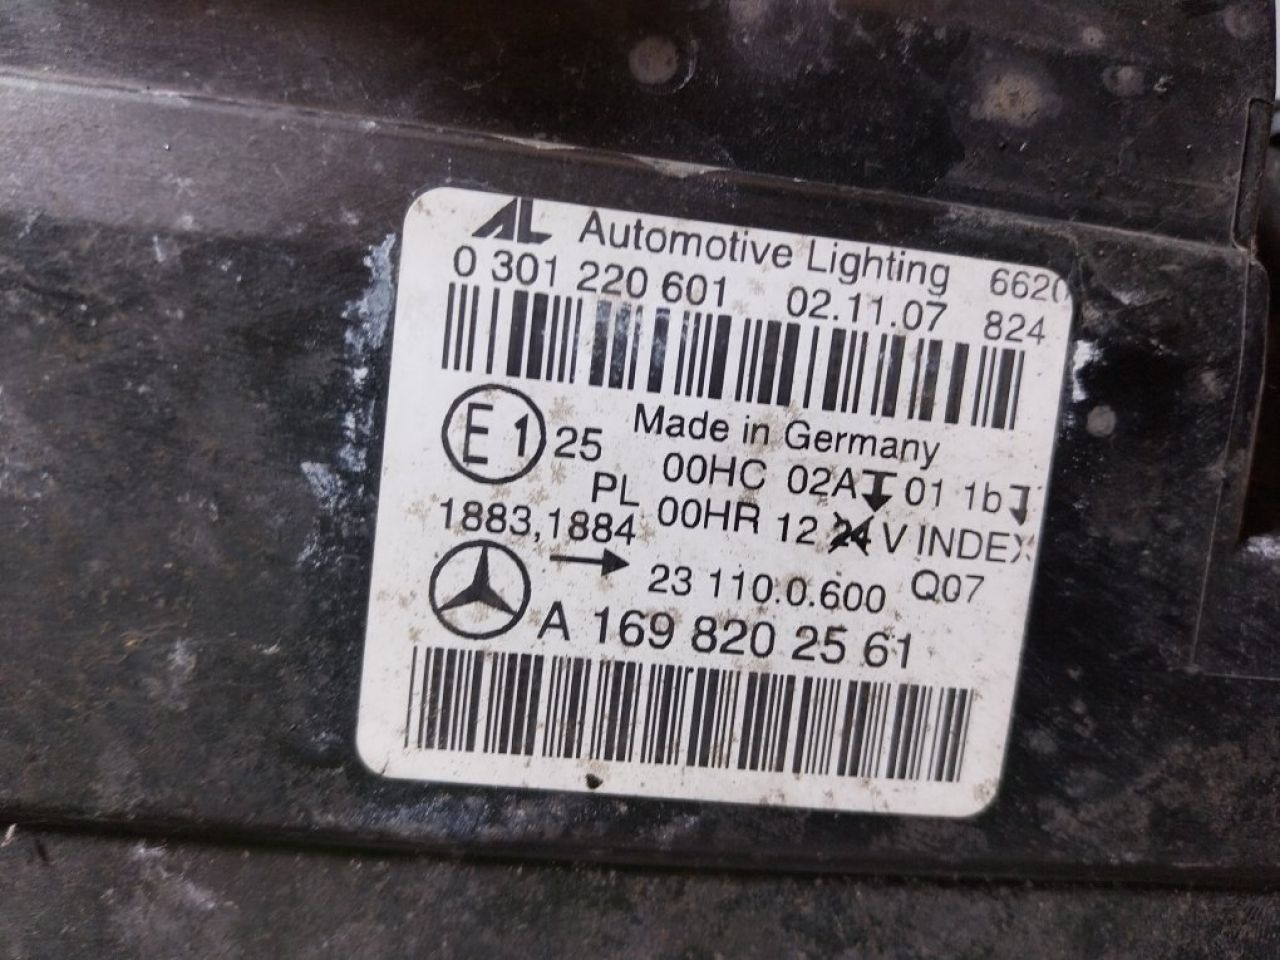 AL Automotive Lighting 6620
0 301 220 601 02.11.07 824
Made in Germany
E1 25 00HC 02A 01 1b
PL 00HR 12 24 V INDEX
1883,1884 Q07
23 110.0.600
A 169 820 25 61